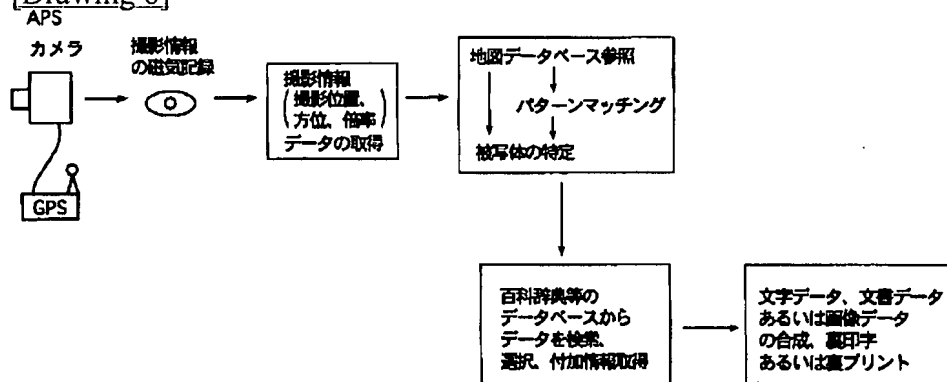 [Drawing 6]
APS
カメラ
撮影情報
の磁気記録
撮影情報
(撮影位置、
方位、倍率)
データの取得
地図データベース参照
パターンマッチング
被写体の特定
GPS
百科辞典等の
データベースから
データを検索、
選択、付加情報取得
文字データ、文書データ
あるいは画像データ
の合成、裏印字
あるいは裏プリント